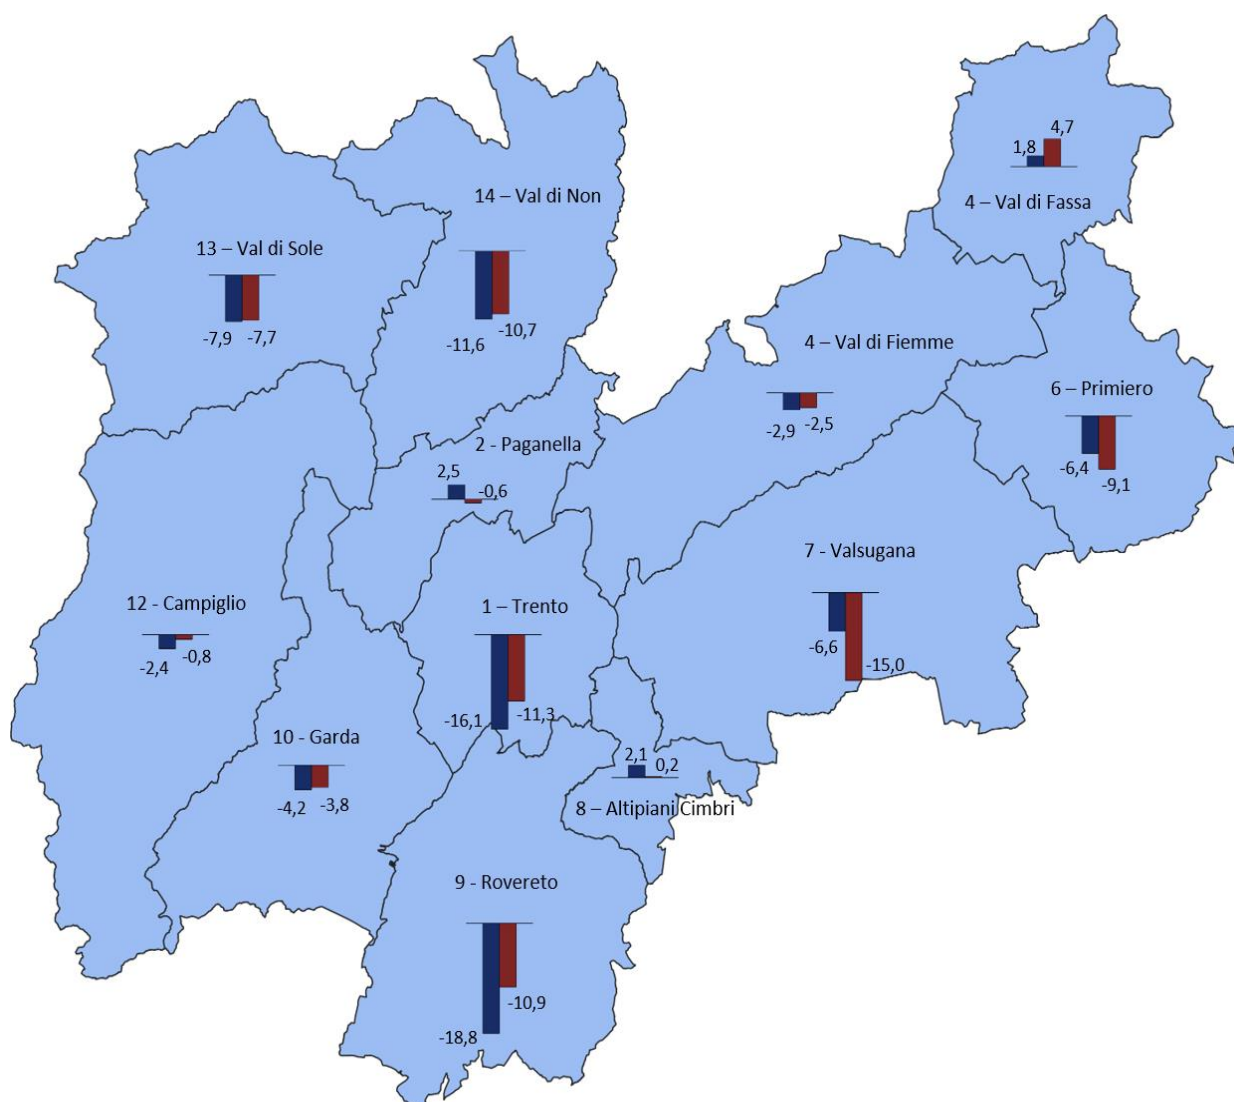 4,7
1,8
4 – Val di Fassa
14 – Val di Non
-11,6
-10,7
13 – Val di Sole
-7,9
-7,7
4 – Val di Fiemme
-2,9
-2,5
6 – Primiero
-6,4
-9,1
2 - Paganella
2,5
-0,6
7 - Valsugana
-6,6
-15,0
12 - Campiglio
-2,4
-0,8
1 – Trento
-16,1
-11,3
10 - Garda
-4,2
-3,8
2,1
0,2
8 – Altipiani Cimbri
9 - Rovereto
-18,8
-10,9